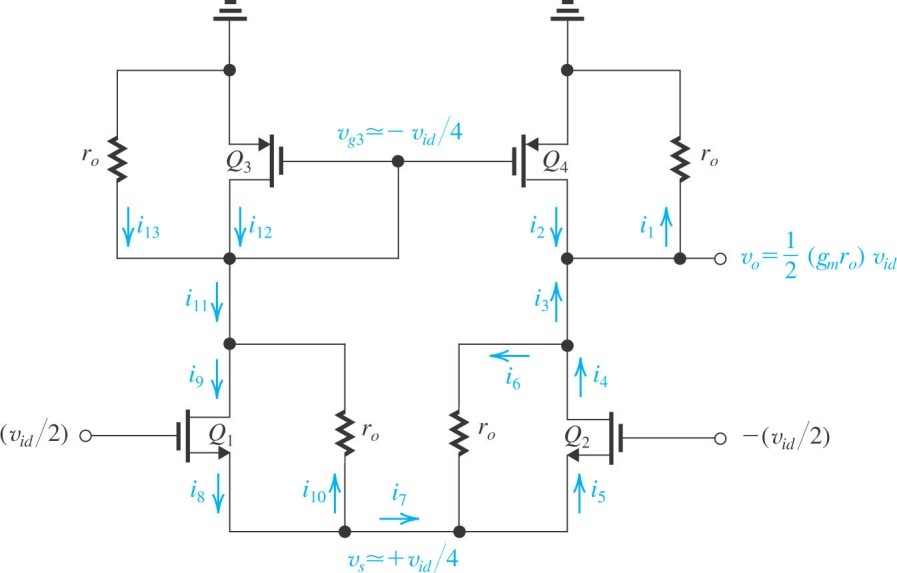 v_g3≃− v_id/4
r_o
Q_3
Q_4
r_o
i_13
i_12
i_2
i_1
v_o=1/2 (g_m r_o) v_id
i_11
i_3
i_9
i_6
i_4
(v_id/2)
Q_1
r_o
r_o
Q_2
−(v_id/2)
i_8
i_10
i_7
i_5
v_s≃+v_id/4